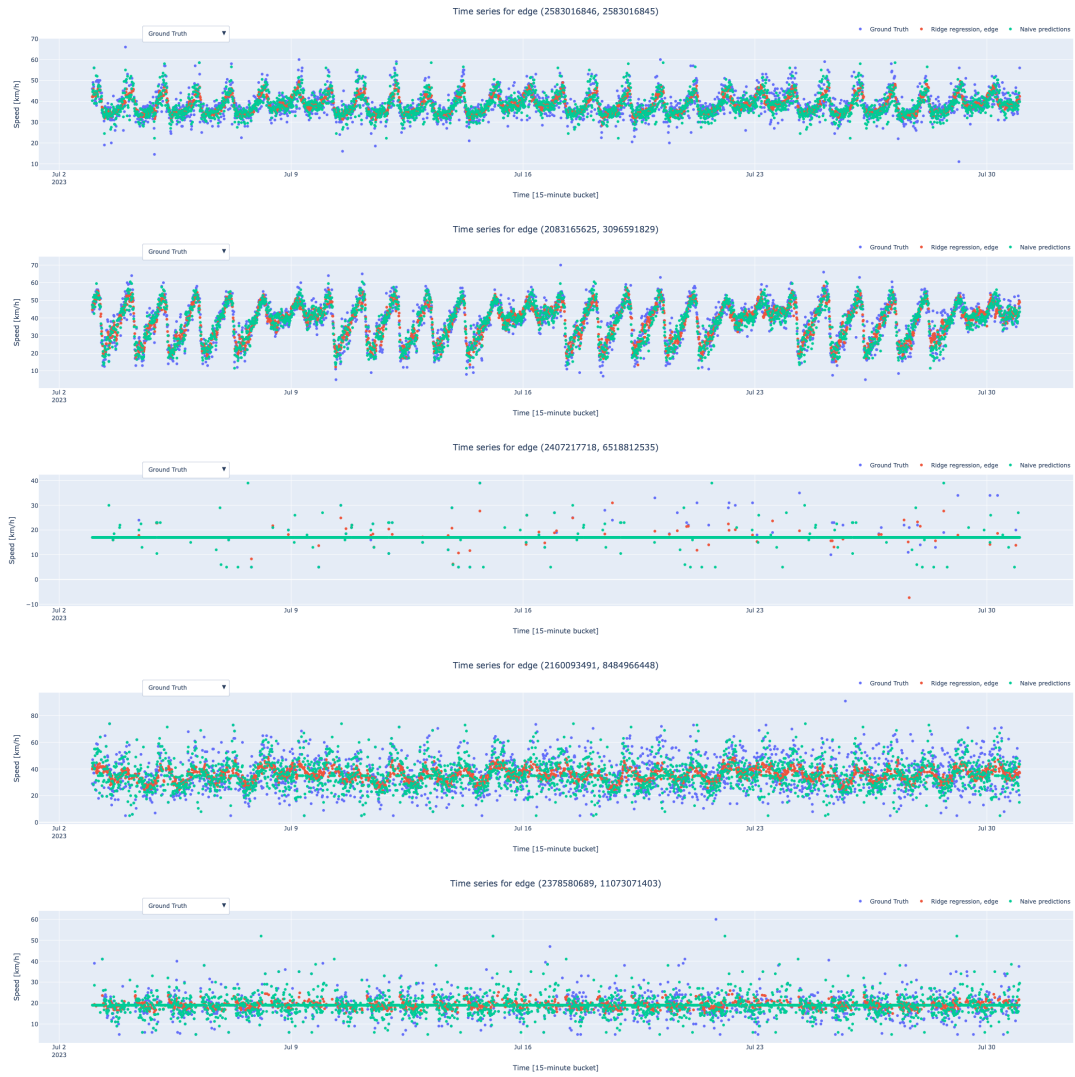 Time series for edge (2583016846, 2583016845)
Ground Truth ▼
Ground Truth Ridge regression, edge Naive predictions
70
60
50
40
30
20
10
Speed [km/h]
Jul 2 Jul 9 Jul 16 Jul 23 Jul 30
2023
Time [15-minute bucket]
Time series for edge (2083165625, 3096591829)
Ground Truth ▼
Ground Truth Ridge regression, edge Naive predictions
70
60
50
40
30
20
10
Speed [km/h]
Jul 2 Jul 9 Jul 16 Jul 23 Jul 30
2023
Time [15-minute bucket]
Time series for edge (2407217718, 6518812535)
Ground Truth ▼
Ground Truth Ridge regression, edge Naive predictions
40
30
20
10
0
−10
Speed [km/h]
Jul 2 Jul 9 Jul 16 Jul 23 Jul 30
2023
Time [15-minute bucket]
Time series for edge (2160093491, 8484966448)
Ground Truth ▼
Ground Truth Ridge regression, edge Naive predictions
80
60
40
20
0
Speed [km/h]
Jul 2 Jul 9 Jul 16 Jul 23 Jul 30
2023
Time [15-minute bucket]
Time series for edge (2378580689, 11073071403)
Ground Truth ▼
Ground Truth Ridge regression, edge Naive predictions
60
50
40
30
20
10
Speed [km/h]
Jul 2 Jul 9 Jul 16 Jul 23 Jul 30
2023
Time [15-minute bucket]